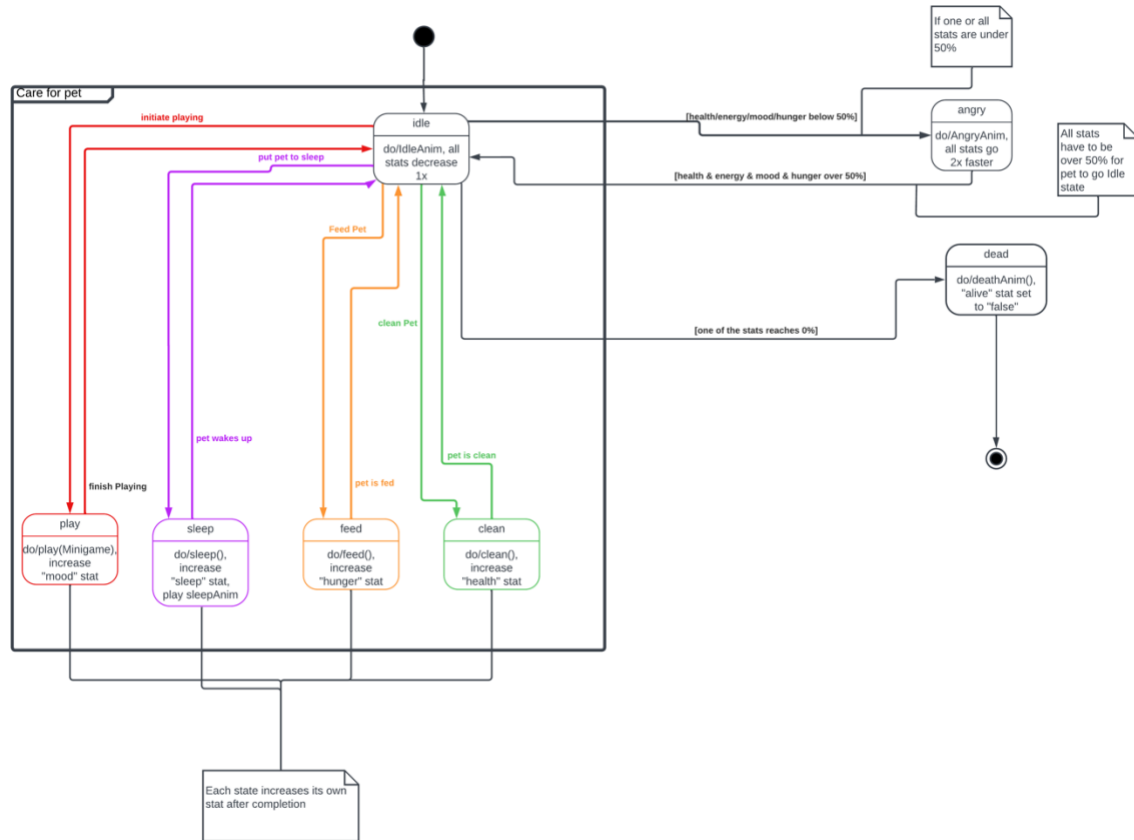 If one or all
stats are under
50%
Care for pet
initiate playing
idle
do/IdleAnim, all
stats decrease
1x
put pet to sleep
[health/energy/mood/hunger below 50%]
angry
do/AngryAnim,
all stats go
2x faster
All stats
have to be
over 50% for
pet to go Idle
state
[health & energy & mood & hunger over 50%]
Feed Pet
dead
do/deathAnim(),
"alive" stat set
to "false"
clean Pet
[one of the stats reaches 0%]
pet wakes up
pet is clean
finish Playing
pet is fed
play
do/play(Minigame),
increase
"mood" stat
sleep
do/sleep(),
increase
"sleep" stat,
play sleepAnim
feed
do/feed(),
increase
"hunger" stat
clean
do/clean(),
increase
"health" stat
Each state increases its own
stat after completion